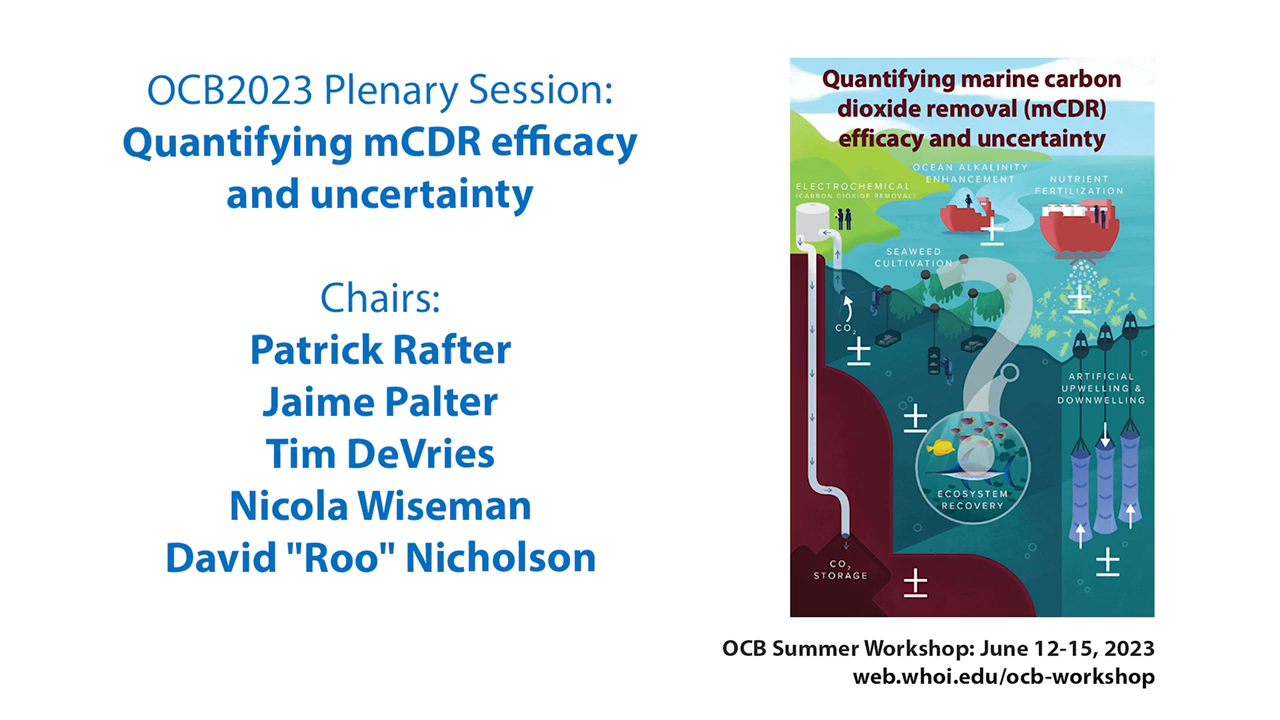 OCB2023 Plenary Session:
Quantifying mCDR efficacy
and uncertainty
Chairs:
Patrick Rafter
Jaime Palter
Tim DeVries
Nicola Wiseman
David "Roo" Nicholson
Quantifying marine carbon
dioxide removal (mCDR)
efficacy and uncertainty
OCEAN ALKALINITY
ENHANCEMENT
ELECTROCHEMICAL
(CARBON DIOXIDE REMOVAL)
NUTRIENT
FERTILIZATION
±
SEAWEED
CULTIVATION
±
CO₂
±
ARTIFICIAL
UPWELLING &
DOWNWELLING
±
ECOSYSTEM
RECOVERY
±
CO₂
STORAGE
±
OCB Summer Workshop: June 12-15, 2023
web.whoi.edu/ocb-workshop